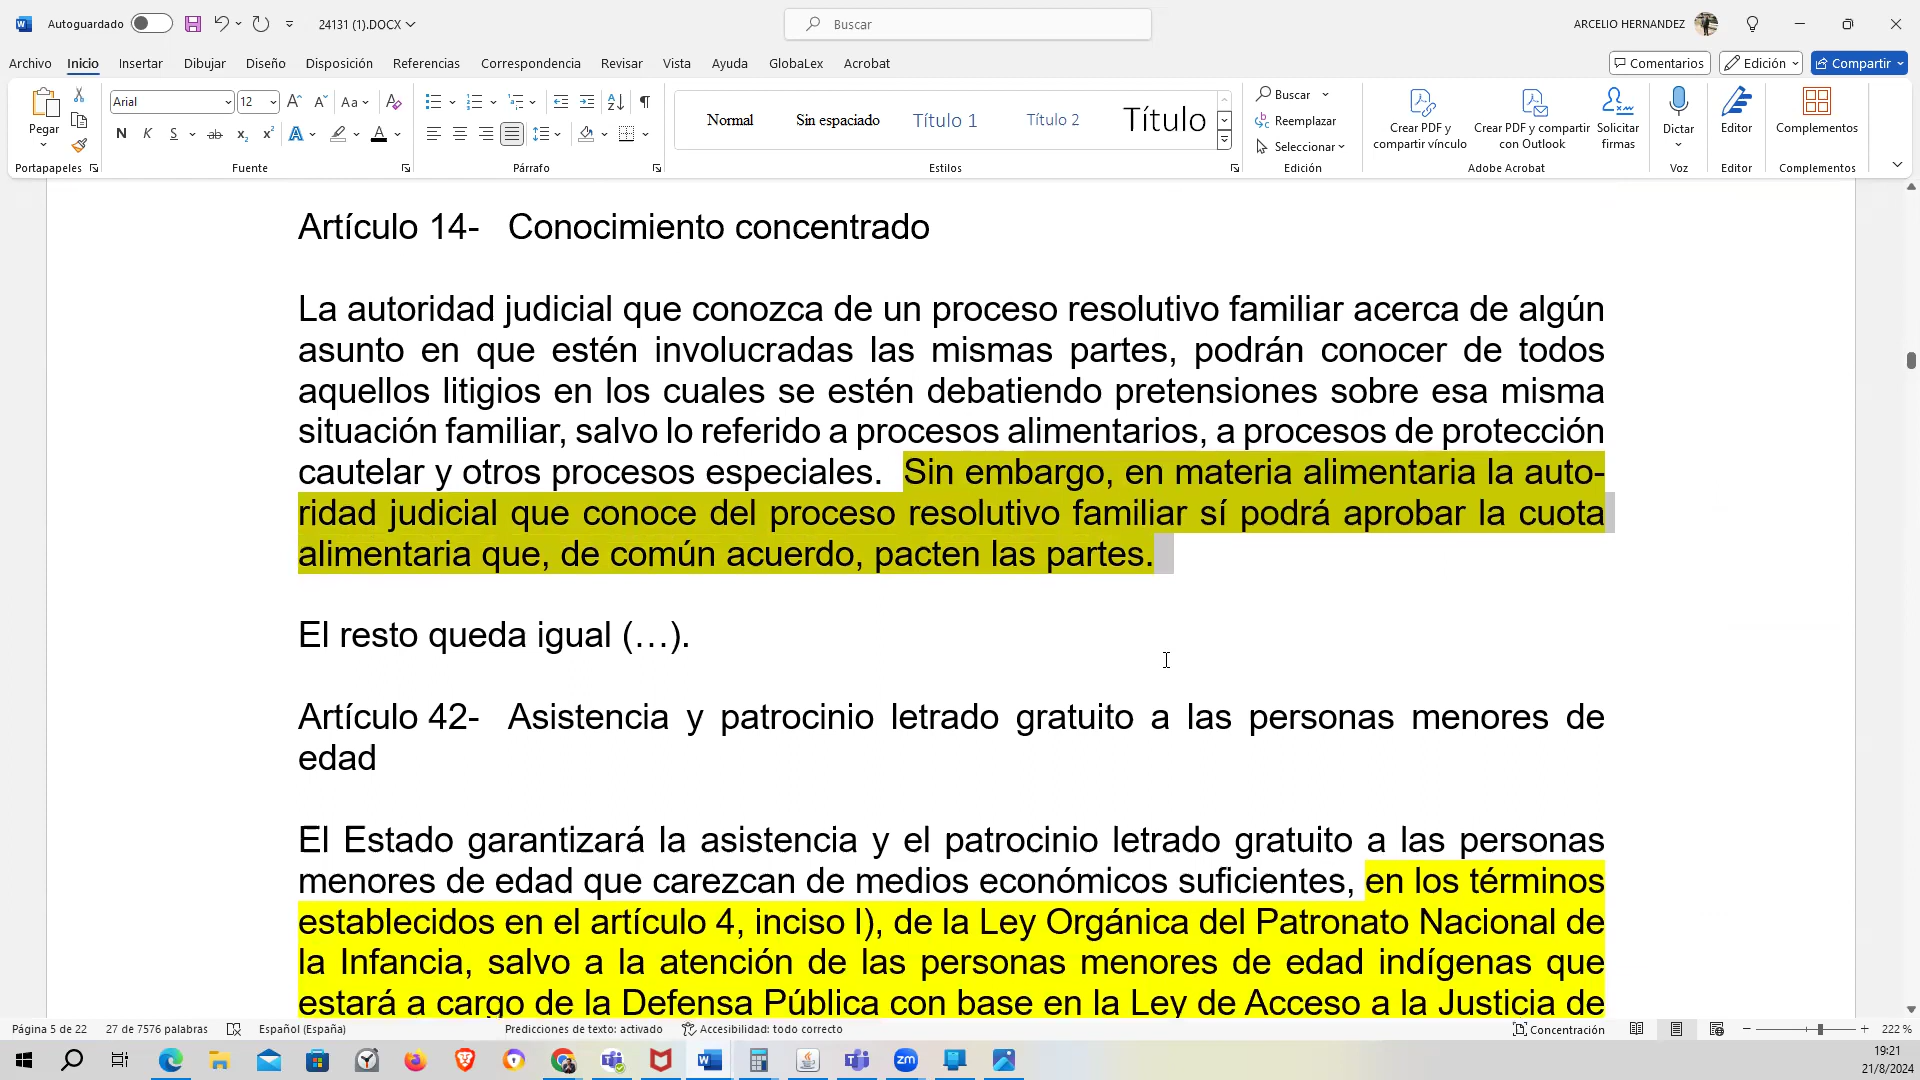 Autoguardado
24131 (1).DOCX
Buscar
ARCELIO HERNANDEZ
Archivo Inicio Insertar Dibujar Diseño Disposición Referencias Correspondencia Revisar Vista Ayuda GlobaLex Acrobat
Comentarios Edición Compartir
Pegar
Portapapeles
Arial 12
N K S ab
Fuente
Párrafo
Normal Sin espaciado Título 1 Título 2 Título
Estilos
Buscar
Reemplazar
Seleccionar
Edición
Crear PDF y compartir vínculo
Crear PDF y compartir con Outlook
Solicitar firmas
Adobe Acrobat
Dictar
Voz
Editor
Editor
Complementos
Complementos
Artículo 14- Conocimiento concentrado
La autoridad judicial que conozca de un proceso resolutivo familiar acerca de algún
asunto en que estén involucradas las mismas partes, podrán conocer de todos
aquellos litigios en los cuales se estén debatiendo pretensiones sobre esa misma
situación familiar, salvo lo referido a procesos alimentarios, a procesos de protección
cautelar y otros procesos especiales. Sin embargo, en materia alimentaria la auto-
ridad judicial que conoce del proceso resolutivo familiar sí podrá aprobar la cuota
alimentaria que, de común acuerdo, pacten las partes.
El resto queda igual (…).
Artículo 42- Asistencia y patrocinio letrado gratuito a las personas menores de
edad
El Estado garantizará la asistencia y el patrocinio letrado gratuito a las personas
menores de edad que carezcan de medios económicos suficientes, en los términos
establecidos en el artículo 4, inciso l), de la Ley Orgánica del Patronato Nacional de
la Infancia, salvo a la atención de las personas menores de edad indígenas que
estará a cargo de la Defensa Pública con base en la Ley de Acceso a la Justicia de
Página 5 de 22 27 de 7576 palabras Español (España) Predicciones de texto: activado Accesibilidad: todo correcto Concentración 222 %
19:21
21/8/2024